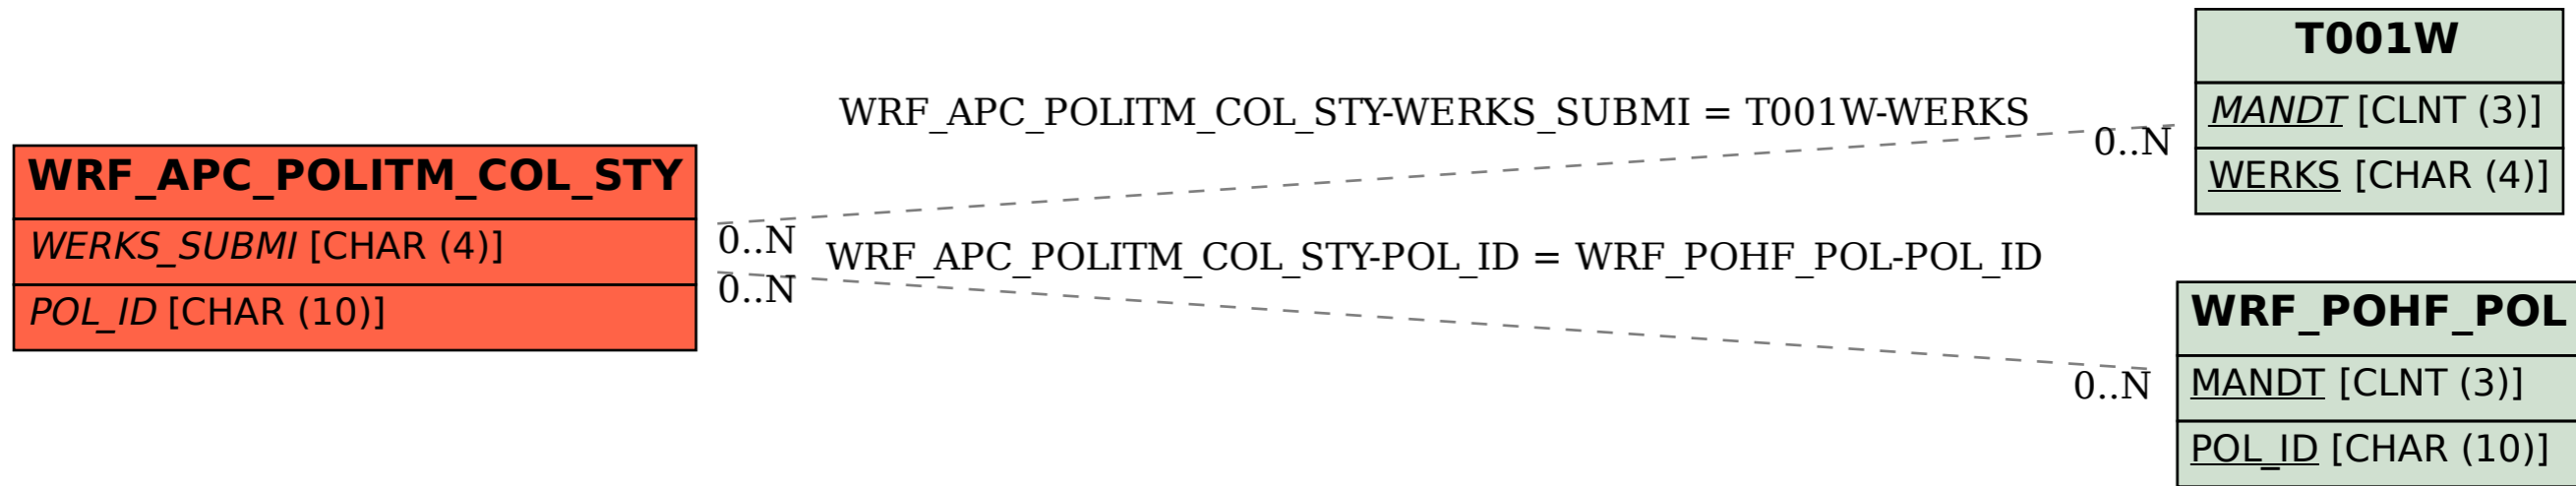 WRF_APC_POLITM_COL_STY
WERKS_SUBMI [CHAR (4)]
POL_ID [CHAR (10)]
WRF_APC_POLITM_COL_STY-WERKS_SUBMI = T001W-WERKS
0..N
0..N
WRF_APC_POLITM_COL_STY-POL_ID = WRF_POHF_POL-POL_ID
0..N
0..N
T001W
MANDT [CLNT (3)]
WERKS [CHAR (4)]
WRF_POHF_POL
MANDT [CLNT (3)]
POL_ID [CHAR (10)]